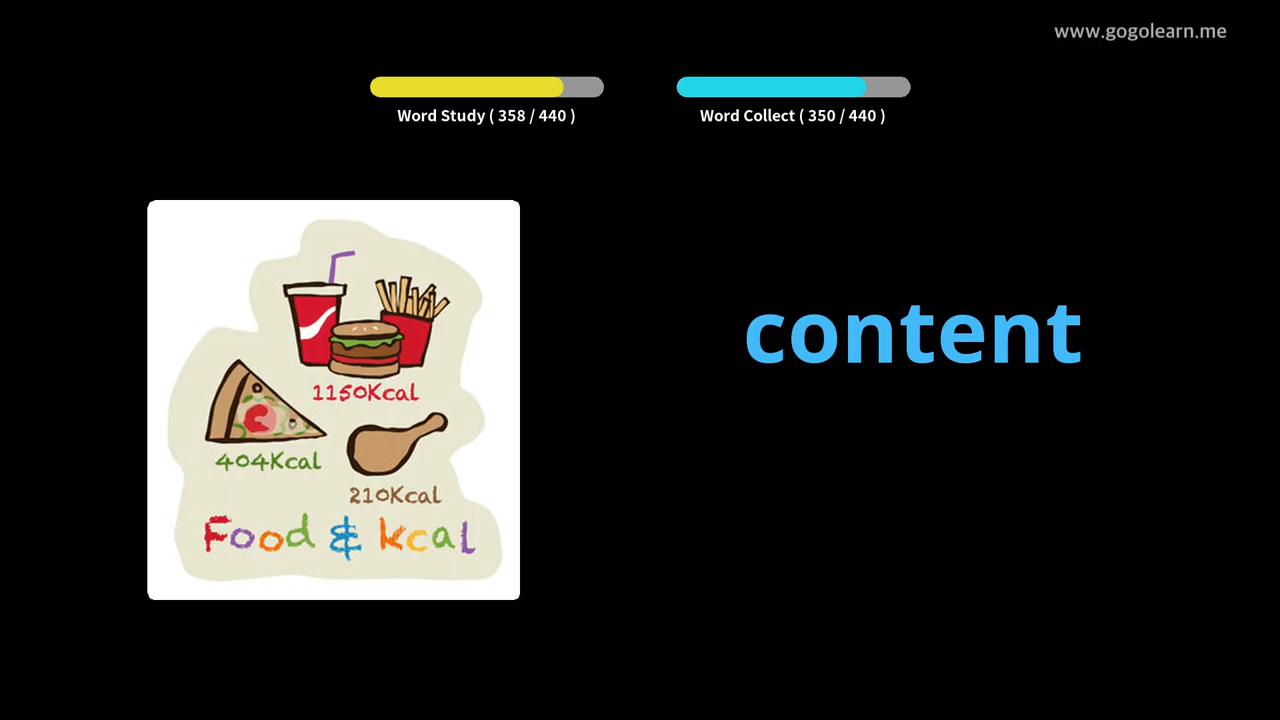 www.gogolearn.me
Word Study ( 358 / 440 )
Word Collect ( 350 / 440 )
content
1150Kcal
404Kcal
210Kcal
Food & kcal